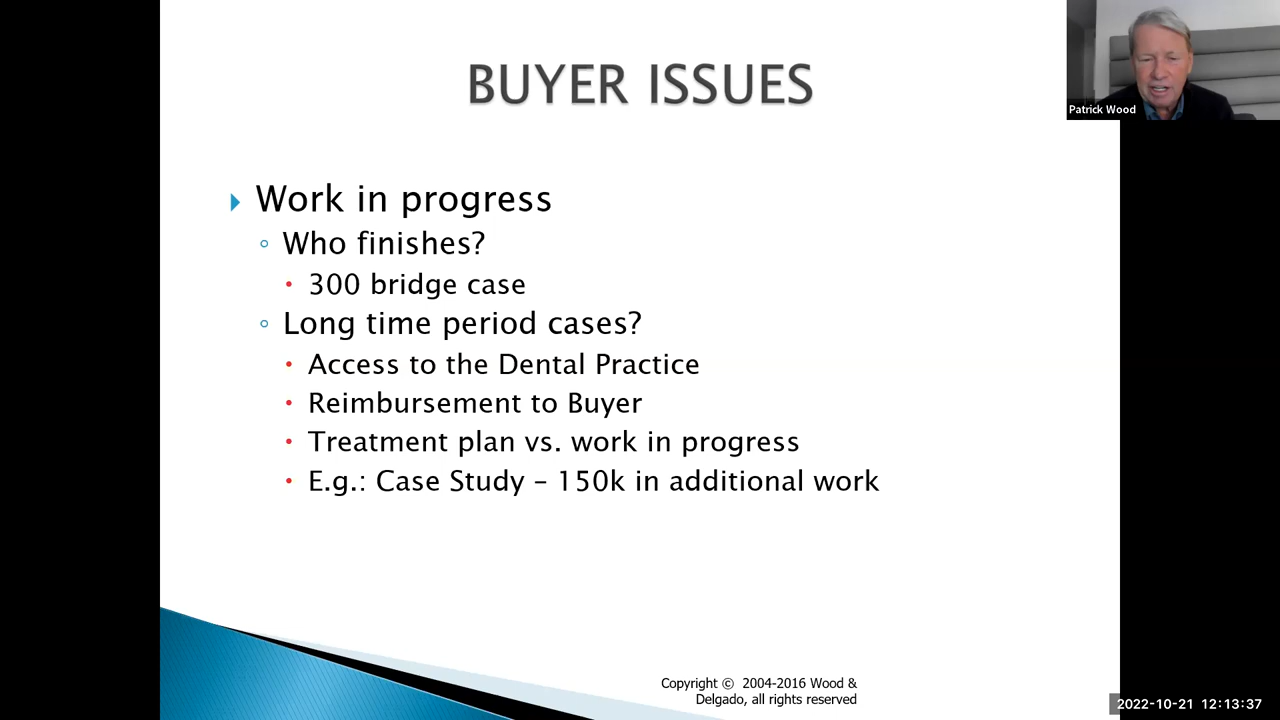 BUYER ISSUES
Patrick Wood
Work in progress
Who finishes?
300 bridge case
Long time period cases?
Access to the Dental Practice
Reimbursement to Buyer
Treatment plan vs. work in progress
E.g.: Case Study – 150k in additional work
Copyright © 2004-2016 Wood &
Delgado, all rights reserved
2022-10-21 12:13:37